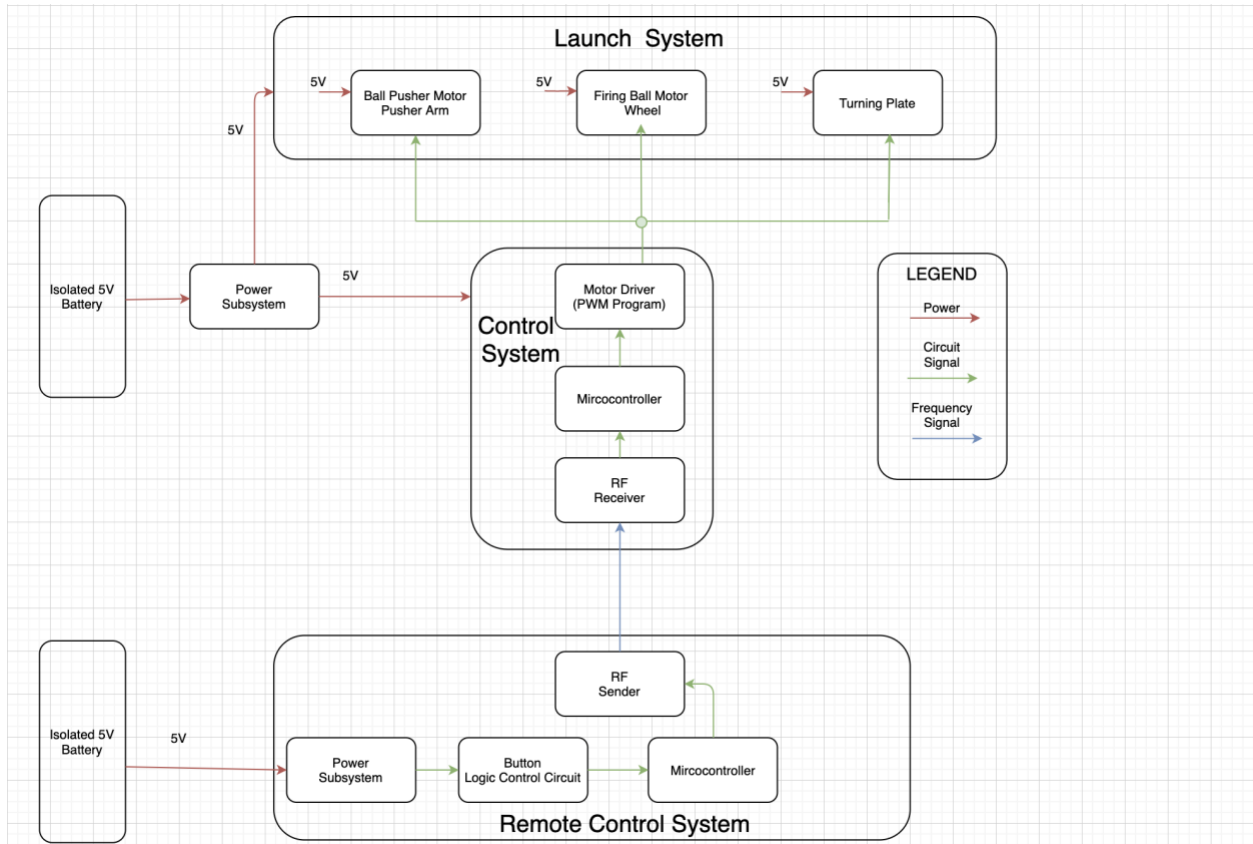 Launch System
5V
Ball Pusher Motor
Pusher Arm
5V
Firing Ball Motor
Wheel
5V
Turning Plate
5V
Isolated 5V
Battery
Power
Subsystem
5V
Control
System
Motor Driver
(PWM Program)
Mircocontroller
RF
Receiver
LEGEND
Power
Circuit
Signal
Frequency
Signal
RF
Sender
Isolated 5V
Battery
5V
Power
Subsystem
Button
Logic Control Circuit
Mircocontroller
Remote Control System